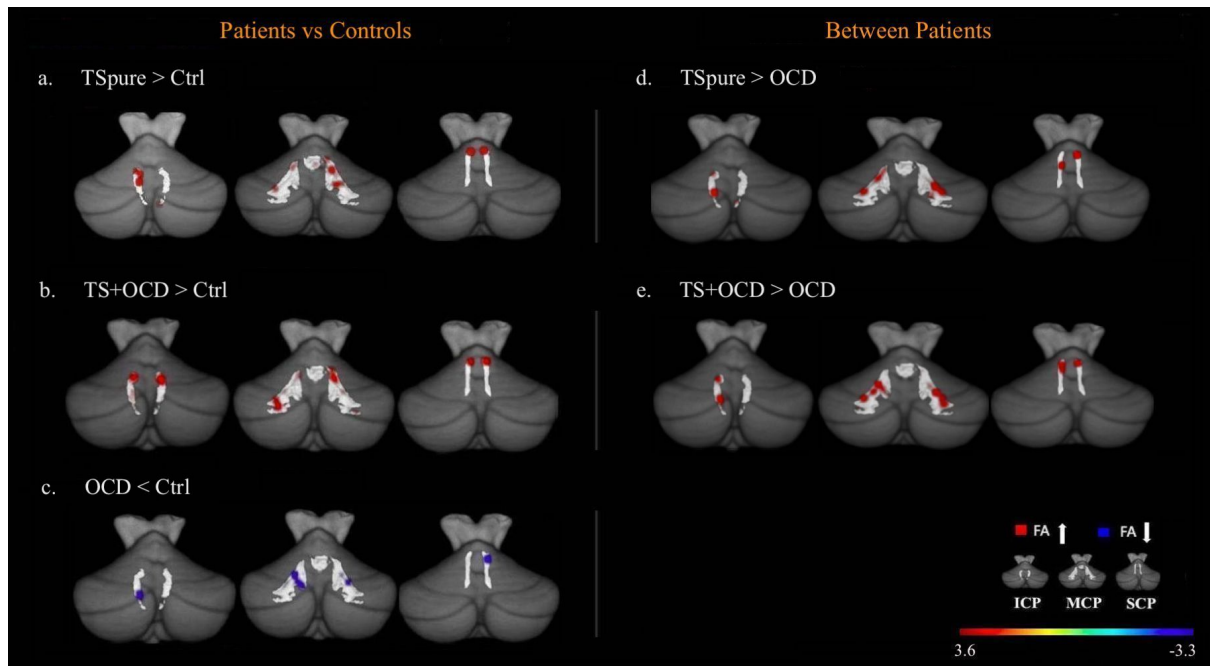 Patients vs Controls
Between Patients
a. TSpure > Ctrl
d. TSpure > OCD
b. TS+OCD > Ctrl
e. TS+OCD > OCD
c. OCD < Ctrl
FA FA
ICP MCP SCP
3.6 -3.3